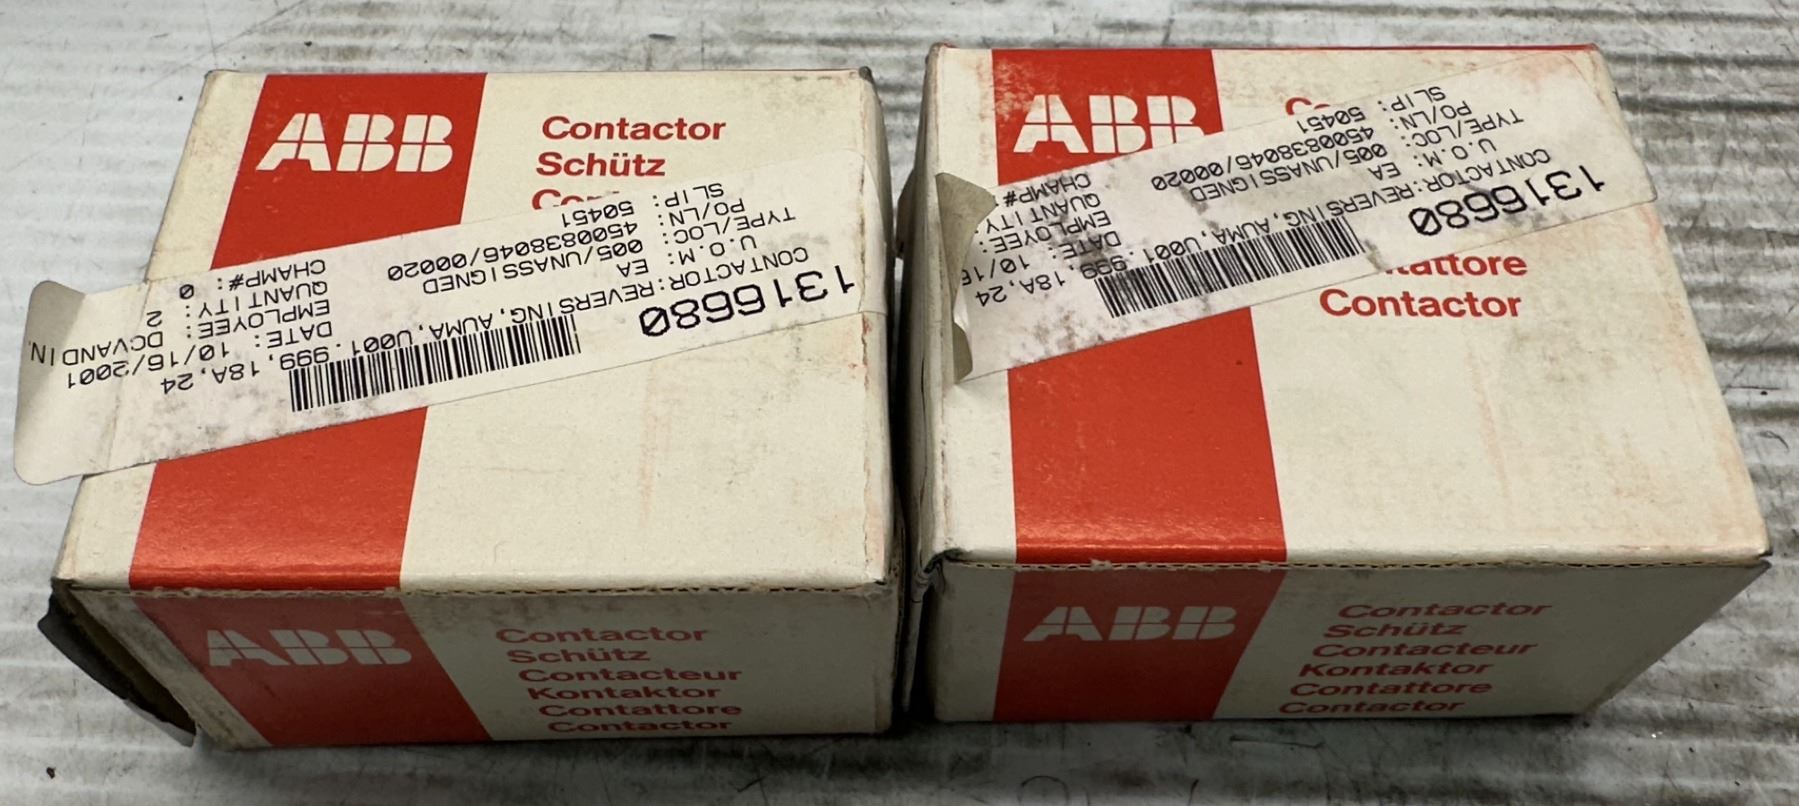 ABB
Contactor
Schütz
1316680
CONTACTOR:REVERSING, AUMA, U001.999, 18A, 24
U.O.M: EA
TYPE/LOC: 005/UNASSIGNED
PO/LN: 4500838046/00020
SLIP: 50451
DATE: 10/16/2001
EMPLOYEE: DCVANDIN
QUANTITY: 2
CHAMP#: 0
ABB
Contactor
Schütz
Contacteur
Kontaktor
Contattore
Contactor
ABB
1316680
CONTACTOR:REVERSING, AUMA, U001.999, 18A, 24
U.O.M: EA
TYPE/LOC: 005/UNASSIGNED
PO/LN: 4500838046/00020
SLIP: 50451
DATE: 10/16
EMPLOYEE:
QUANTITY:
CHAMP#:
Contactor
ABB
Contactor
Schütz
Contacteur
Kontaktor
Contattore
Contactor